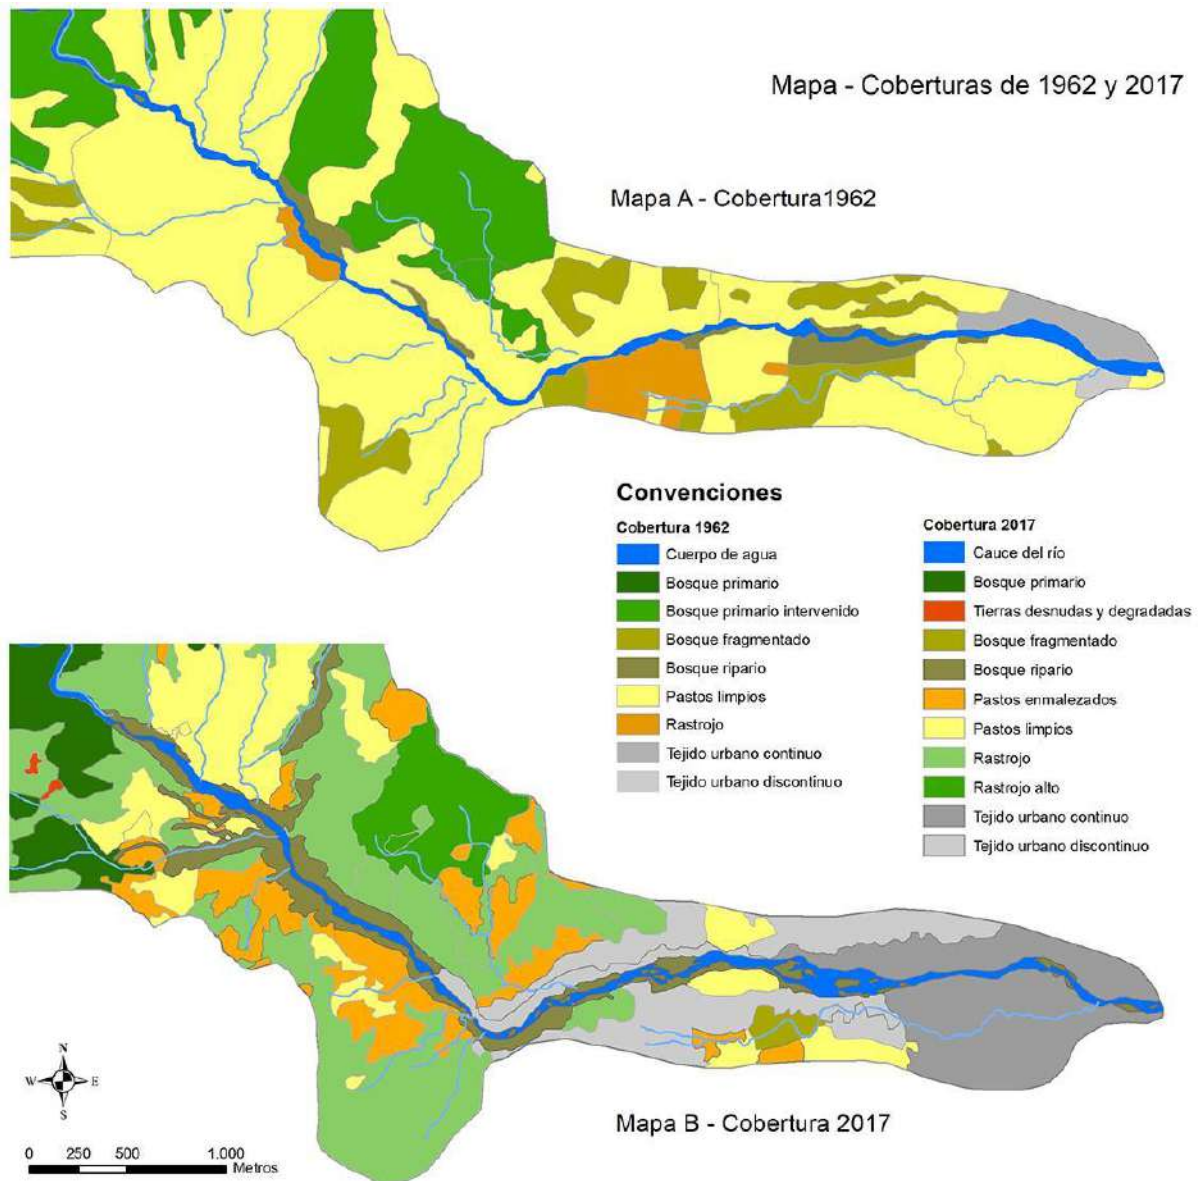 Mapa - Coberturas de 1962 y 2017
Mapa A - Cobertura1962
Convenciones
Cobertura 1962
Cuerpo de agua
Bosque primario
Bosque primario intervenido
Bosque fragmentado
Bosque ripario
Pastos limpios
Rastrojo
Tejido urbano continuo
Tejido urbano discontinuo
Cobertura 2017
Cauce del río
Bosque primario
Tierras desnudas y degradadas
Bosque fragmentado
Bosque ripario
Pastos enmalezados
Pastos limpios
Rastrojo
Rastrojo alto
Tejido urbano continuo
Tejido urbano discontinuo
N
W E
S
0 250 500 1.000
Metros
Mapa B - Cobertura 2017